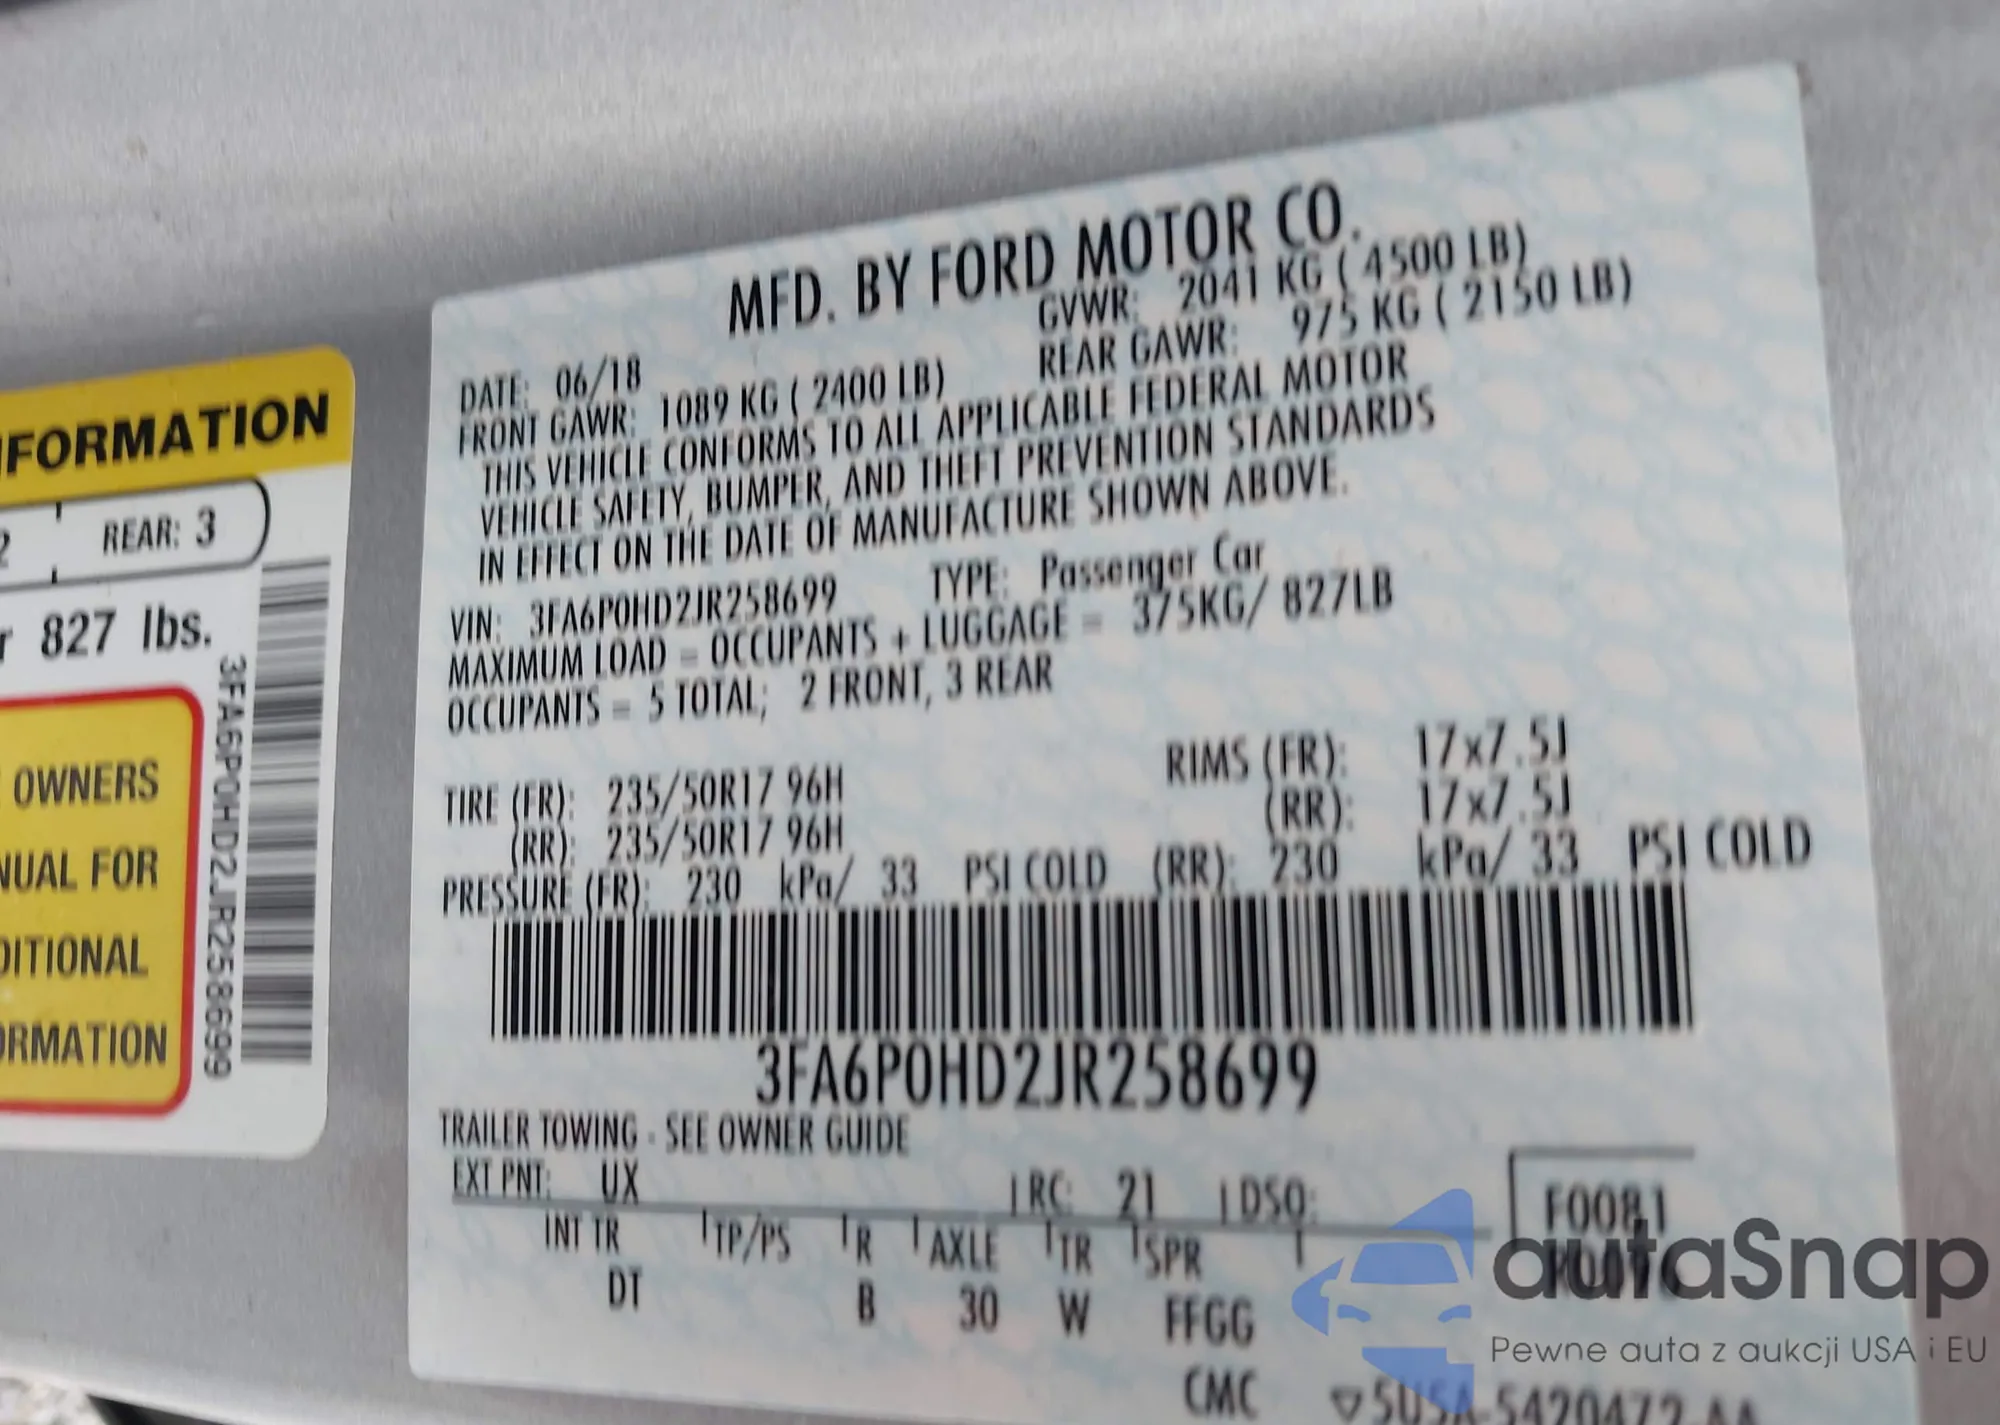 NFORMATION
2 REAR: 3
r 827 lbs.
OWNERS
NUAL FOR
DITIONAL
ORMATION
3FA6P0HD2JR258699
MFD. BY FORD MOTOR CO.
DATE: 06/18 GVWR: 2041 KG ( 4500 LB)
FRONT GAWR: 1089 KG ( 2400 LB) REAR GAWR: 975 KG ( 2150 LB)
THIS VEHICLE CONFORMS TO ALL APPLICABLE FEDERAL MOTOR
VEHICLE SAFETY, BUMPER, AND THEFT PREVENTION STANDARDS
IN EFFECT ON THE DATE OF MANUFACTURE SHOWN ABOVE.
VIN: 3FA6P0HD2JR258699 TYPE: Passenger Car
MAXIMUM LOAD = OCCUPANTS + LUGGAGE = 375KG/ 827LB
OCCUPANTS = 5 TOTAL; 2 FRONT, 3 REAR
TIRE (FR): 235/50R17 96H RIMS (FR): 17x7.5J
(RR): 235/50R17 96H (RR): 17x7.5J
PRESSURE (FR): 230 kPa/ 33 PSI COLD (RR): 230 kPa/ 33 PSI COLD
3FA6P0HD2JR258699
TRAILER TOWING - SEE OWNER GUIDE
EXT PNT: UX RC: 21 DSO: F0081
INT TR TP/PS R AXLE TR SPR
DT B 30 W FFGG
CMC 5U5A-5420472-AA
autaSnap
Pewne auta z aukcji USA i EU